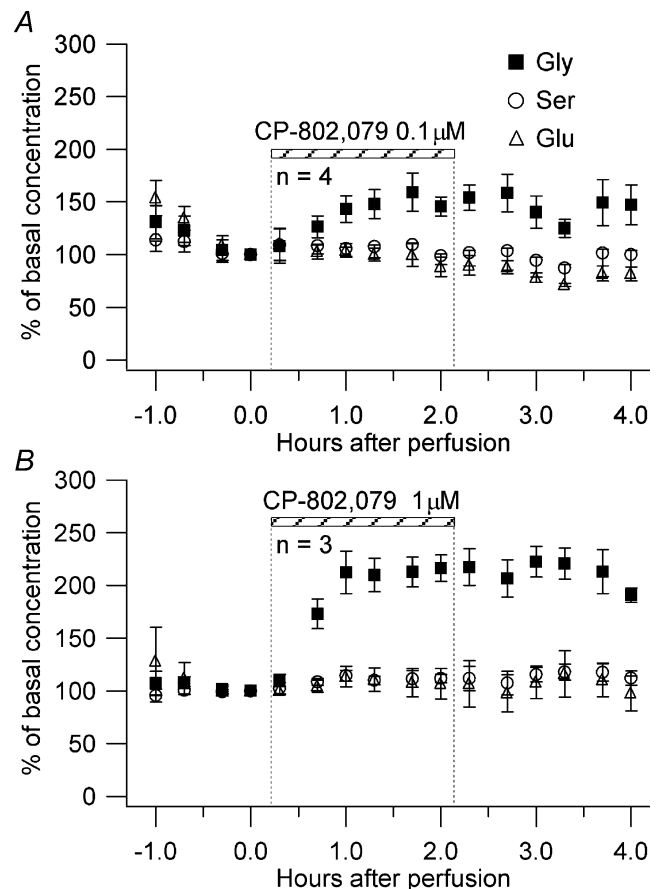 A
300
250
200
150
100
50
0
% of basal concentration
Gly
Ser
Glu
CP-802,079 0.1 µM
n = 4
-1.0 0.0 1.0 2.0 3.0 4.0
Hours after perfusion
B
300
250
200
150
100
50
0
% of basal concentration
CP-802,079 1 µM
n = 3
-1.0 0.0 1.0 2.0 3.0 4.0
Hours after perfusion